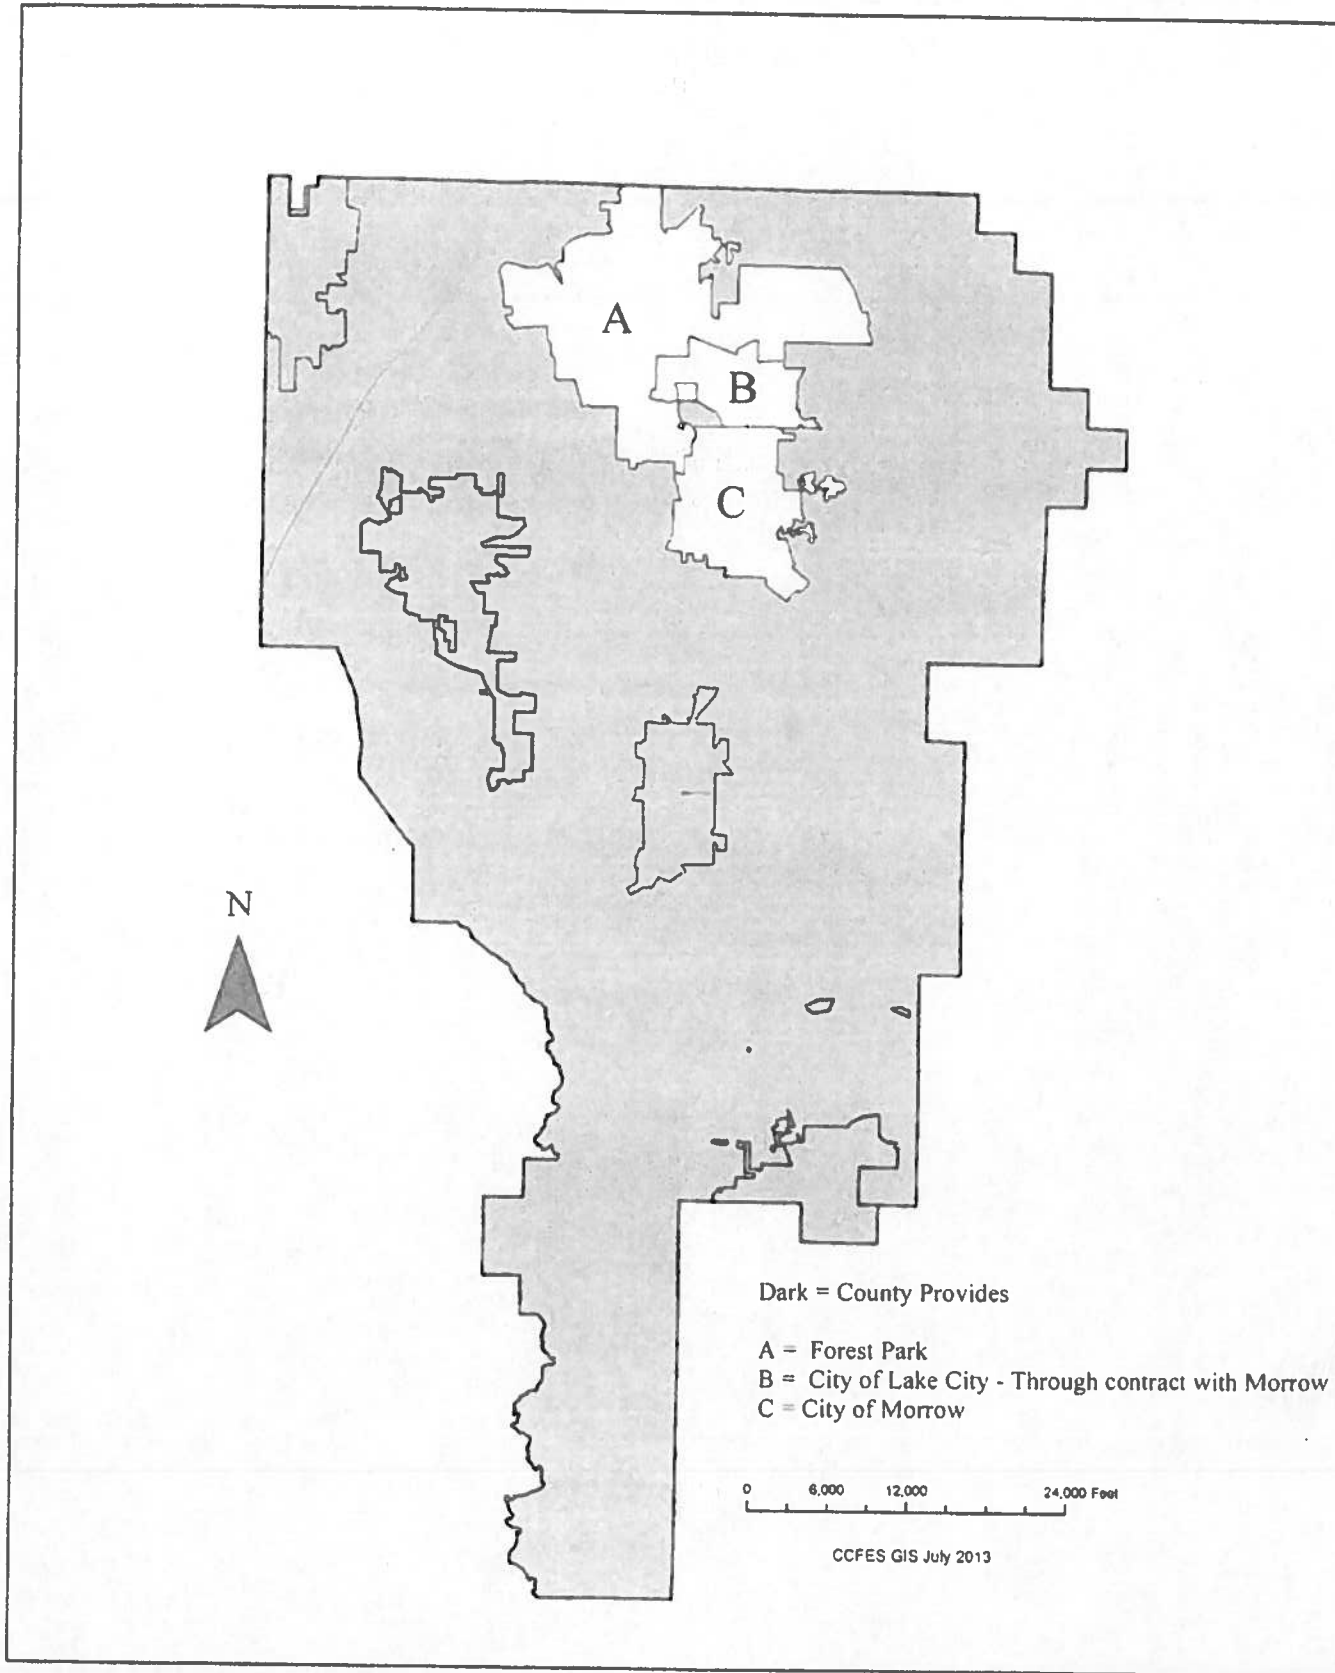 A
B
C
N
Dark = County Provides
A = Forest Park
B = City of Lake City - Through contract with Morrow
C = City of Morrow
0 6,000 12,000 24,000 Feet
CCFES GIS July 2013